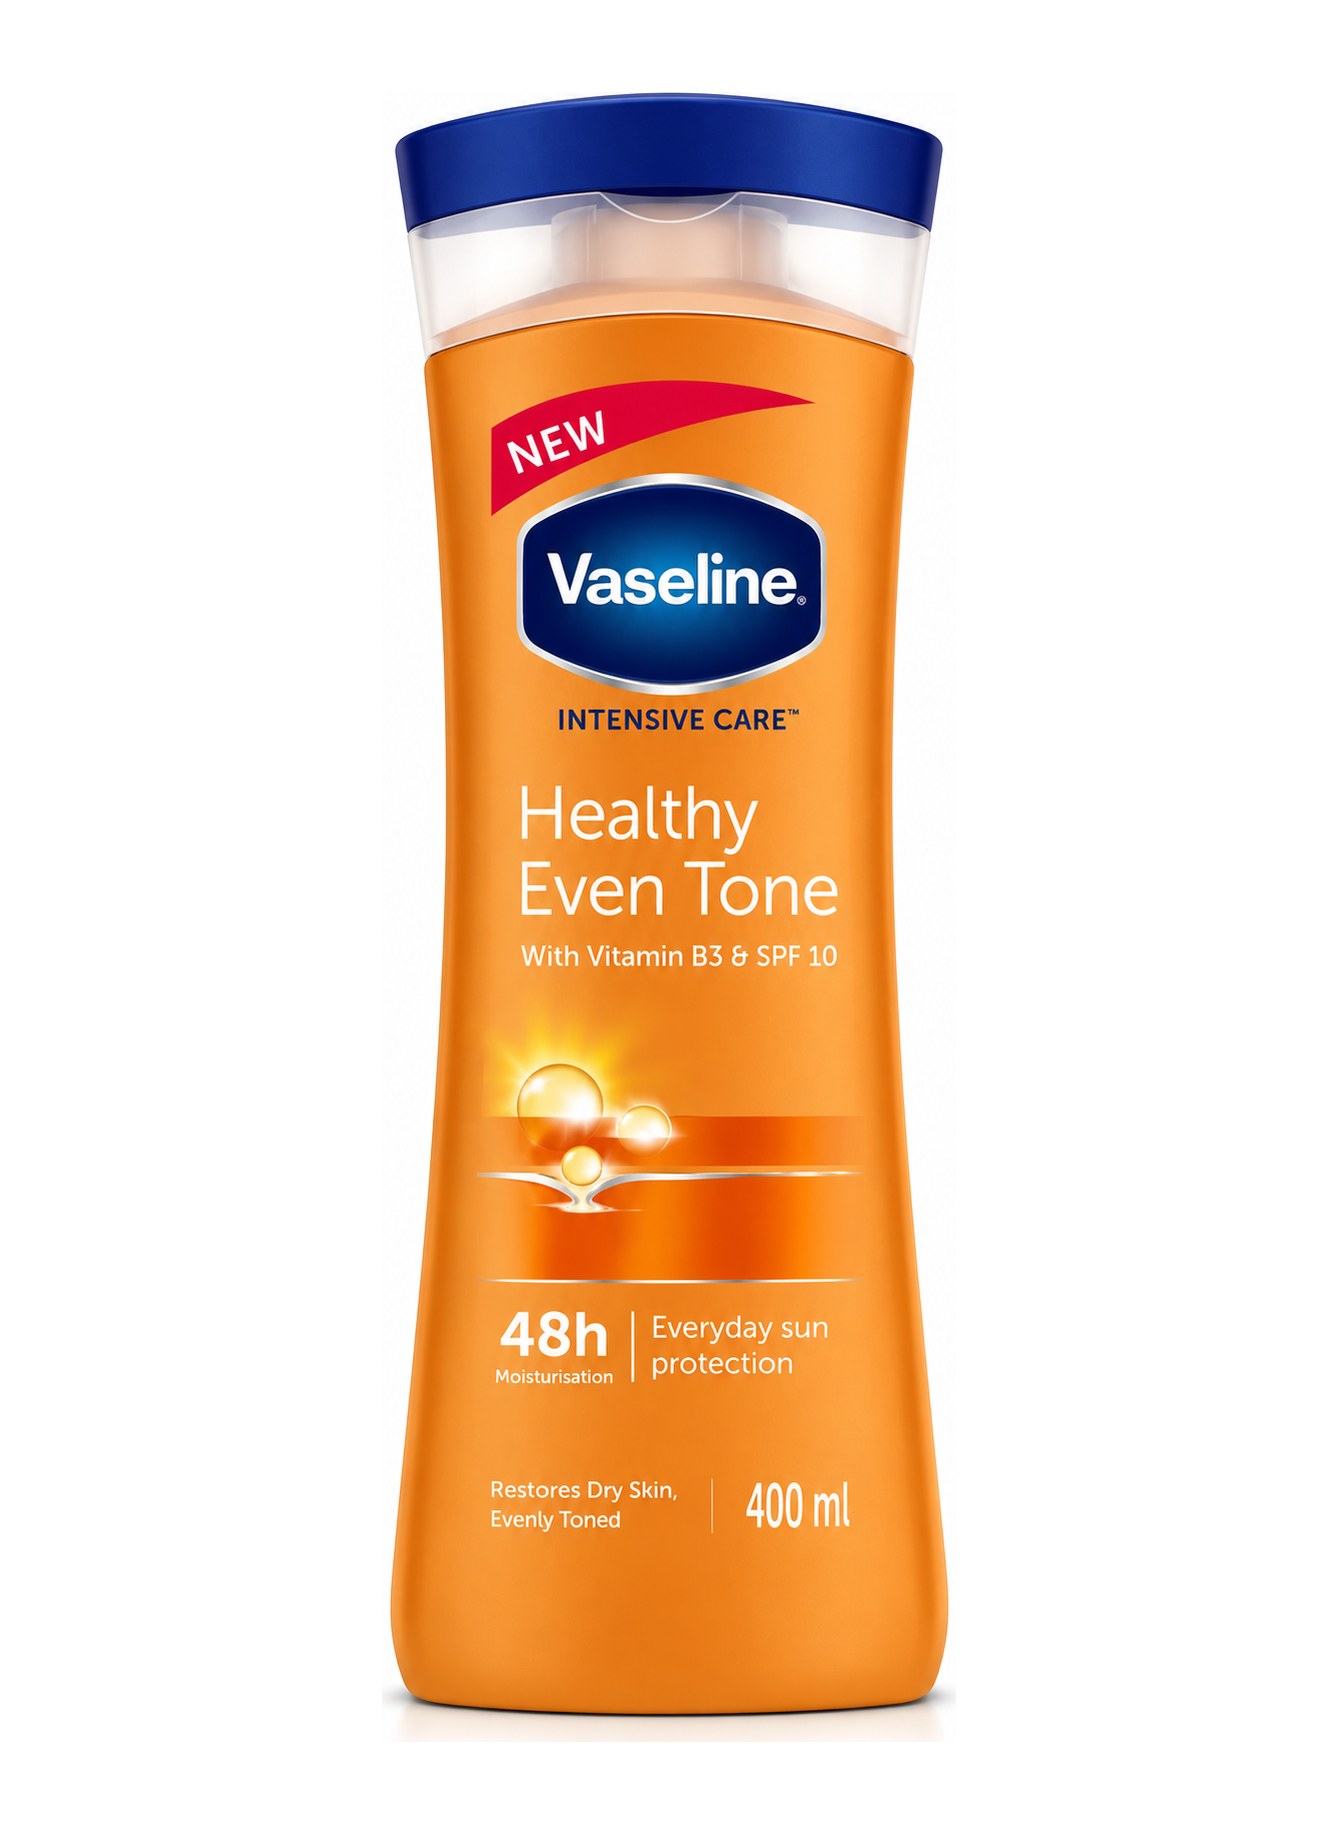 NEW
Vaseline®
INTENSIVE CARE™
Healthy
Even Tone
With Vitamin B3 & SPF 10
48h
Moisturisation
Everyday sun
protection
Restores Dry Skin,
Evenly Toned
400 ml